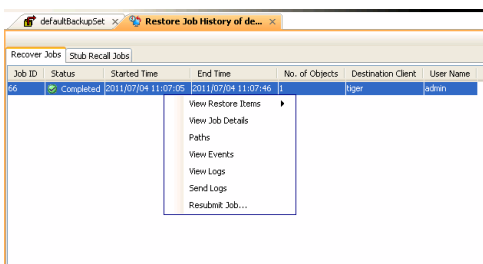 defaultBackupSet Restore Job History of de...
Recover Jobs Stub Recall Jobs
Job ID Status Started Time End Time No. of Objects Destination Client User Name
66 Completed 2011/07/04 11:07:05 2011/07/04 11:07:46 1 tiger admin
View Restore Items
View Job Details
Paths
View Events
View Logs
Send Logs
Resubmit Job...